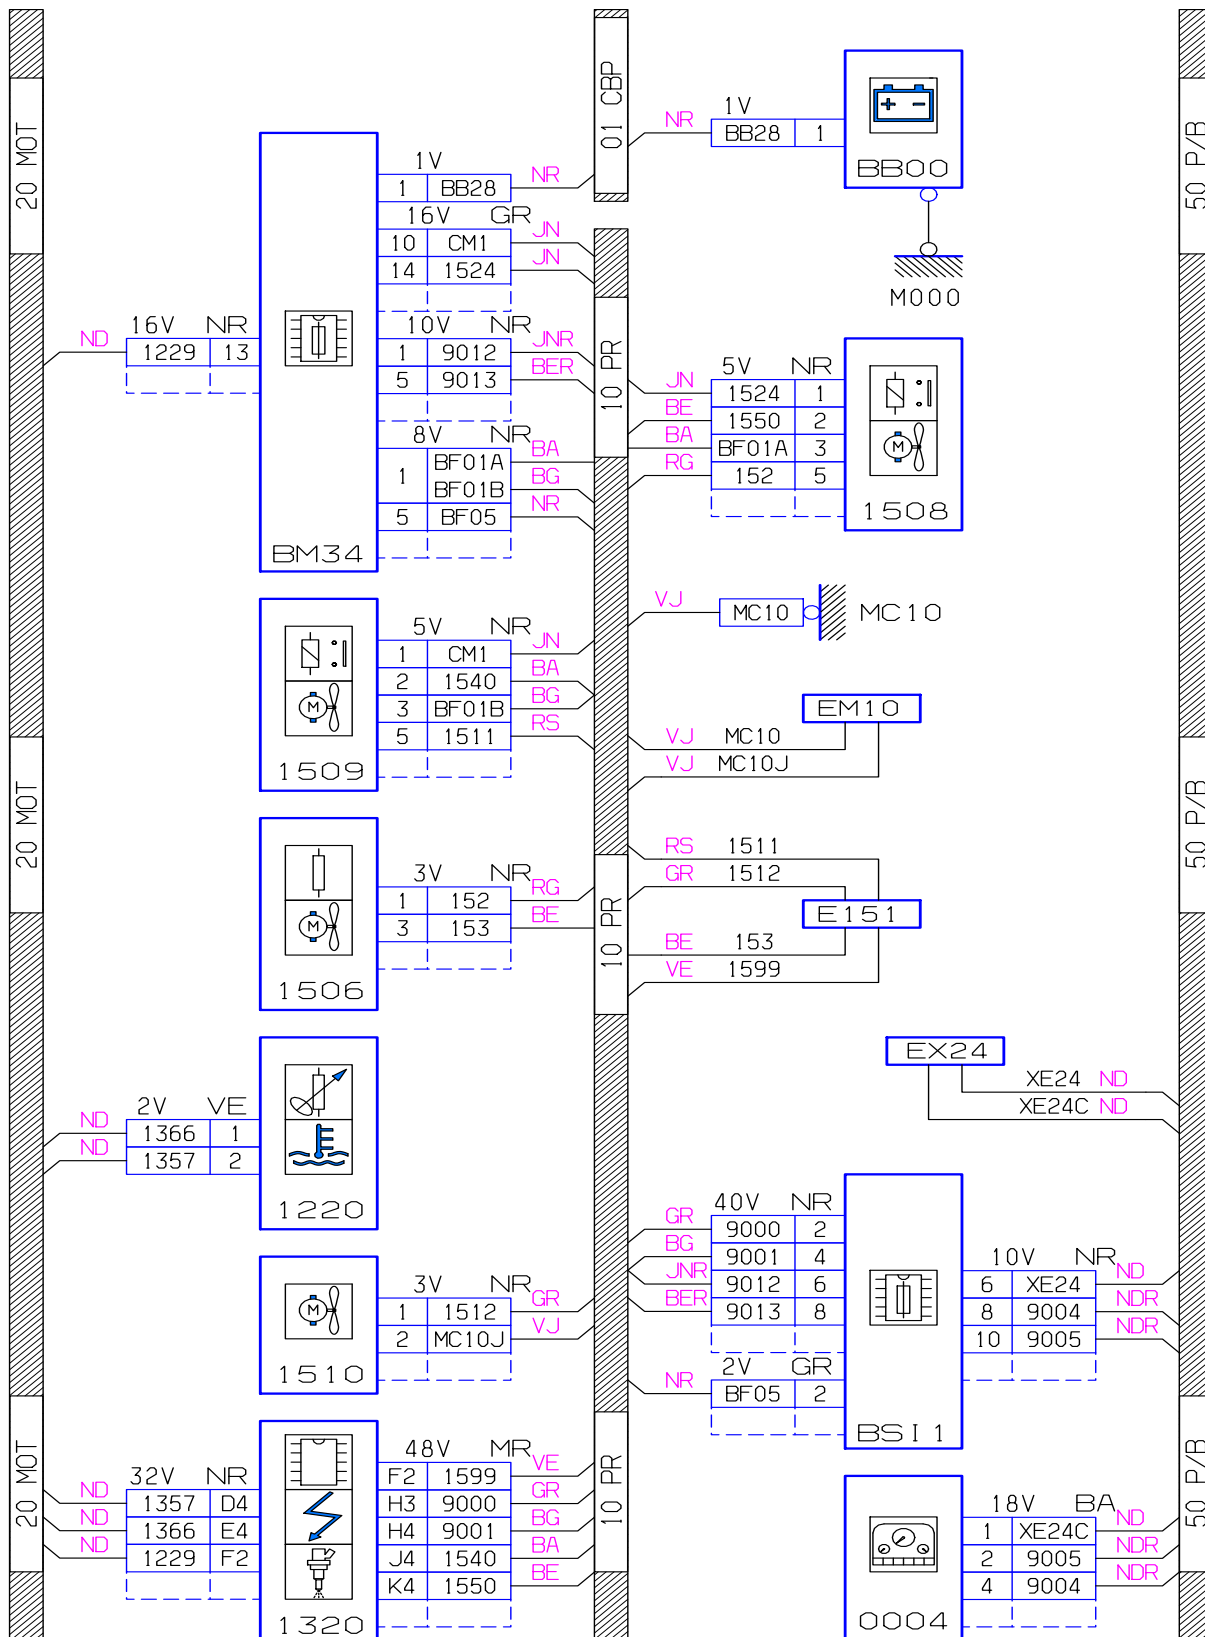 20 MOT
01 CBP
50 P/B
1V
NR BB28 1
BB00
M000
1V
1 BB28 NR
16V GR
10 CM1 JN
14 1524 JN
10V NR
1 9012 JNR
5 9013 BER
8V NR
1 BF01A BA
BF01B BG
5 BF05 NR
16V NR
ND 1229 13
BM34
10 PR
5V NR
JN 1524 1
BE 1550 2
BA BF01A 3
RG 152 5
1508
VJ MC10 MC10
5V NR
1 CM1 JN
2 1540 BA
3 BF01B BG
5 1511 RS
1509
EM10
VJ MC10
VJ MC10J
20 MOT
50 P/B
3V NR
1 152 RG
3 153 BE
1506
10 PR
RS 1511
GR 1512
E151
BE 153
VE 1599
EX24
XE24 ND
XE24C ND
2V VE
ND 1366 1
ND 1357 2
1220
40V NR
GR 9000 2
BG 9001 4
JNR 9012 6
BER 9013 8
2V GR
NR BF05 2
10V NR
6 XE24 ND
8 9004 NDR
10 9005 NDR
BSI1
3V NR
1 1512 GR
2 MC10J VJ
1510
20 MOT
10 PR
50 P/B
32V NR
ND 1357 D4
ND 1366 E4
ND 1229 F2
48V MR
F2 1599 VE
H3 9000 GR
H4 9001 BG
J4 1540 BA
K4 1550 BE
1320
18V BA
1 XE24C ND
2 9005 NDR
4 9004 NDR
0004